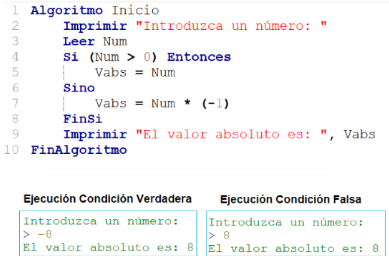 1 Algoritmo Inicio
2 Imprimir "Introduzca un número: "
3 Leer Num
4 Si (Num > 0) Entonces
5 Vabs = Num
6 Sino
7 Vabs = Num * (-1)
8 FinSi
9 Imprimir "El valor absoluto es: ", Vabs
10 FinAlgoritmo
Ejecución Condición Verdadera
Introduzca un número:
> -8
El valor absoluto es: 8
Ejecución Condición Falsa
Introduzca un número:
> 8
El valor absoluto es: 8